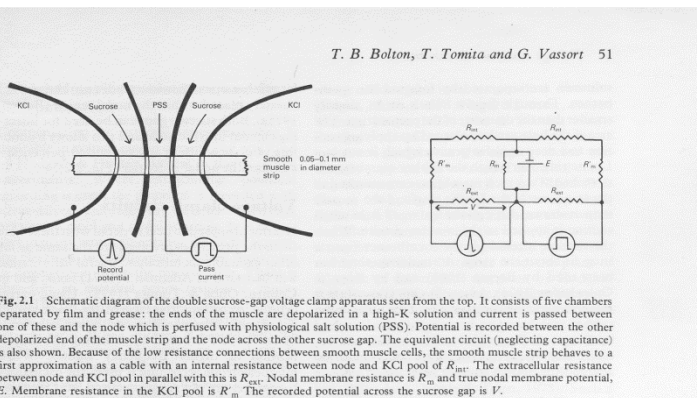 T. B. Bolton, T. Tomita and G. Vassort 51
KCl Sucrose PSS Sucrose KCl
Smooth 0.05–0.1 mm
muscle in diameter
strip
Record
potential
Pass
current
Rint Rint
R'm Rm E R'm
Rext Rext
V
Fig. 2.1 Schematic diagram of the double sucrose-gap voltage clamp apparatus seen from the top. It consists of five chambers
separated by film and grease: the ends of the muscle are depolarized in a high-K solution and current is passed between
one of these and the node which is perfused with physiological salt solution (PSS). Potential is recorded between the other
depolarized end of the muscle strip and the node across the other sucrose gap. The equivalent circuit (neglecting capacitance)
is also shown. Because of the low resistance connections between smooth muscle cells, the smooth muscle strip behaves to a
first approximation as a cable with an internal resistance between node and KCl pool of Rint. The extracellular resistance
between node and KCl pool in parallel with this is Rext. Nodal membrane resistance is Rm and true nodal membrane potential,
E. Membrane resistance in the KCl pool is R'm The recorded potential across the sucrose gap is V.